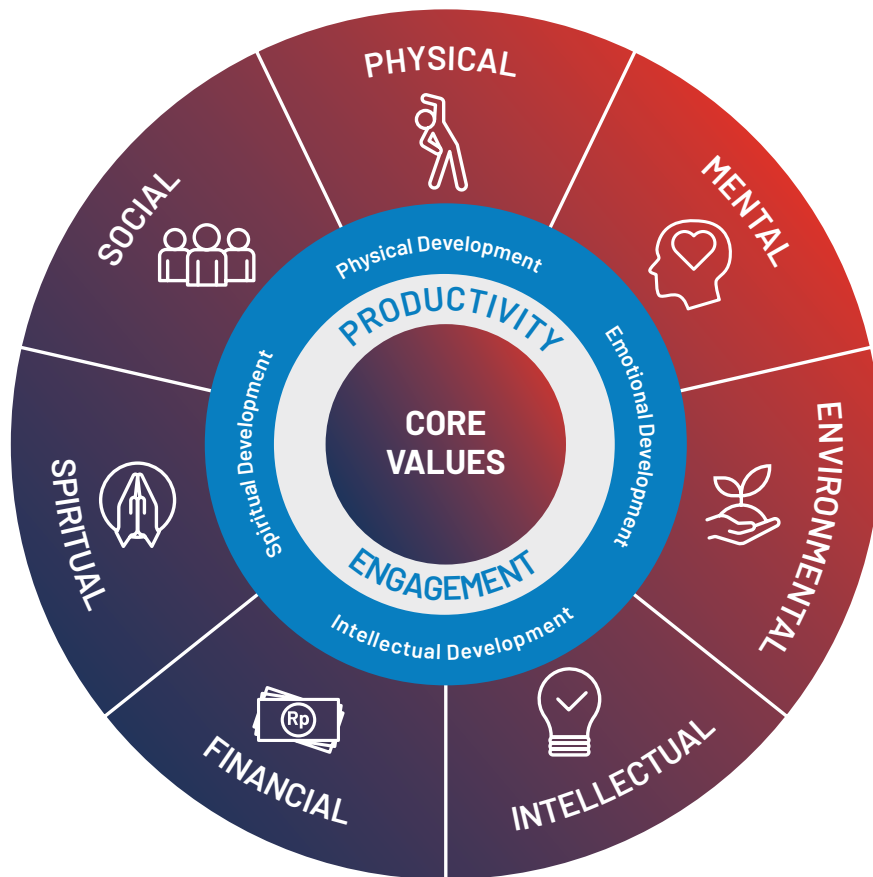 PHYSICAL
MENTAL
ENVIRONMENTAL
INTELLECTUAL
Rp
FINANCIAL
SPIRITUAL
SOCIAL
Physical Development
Emotional Development
Intellectual Development
Spiritual Development
PRODUCTIVITY
ENGAGEMENT
CORE
VALUES